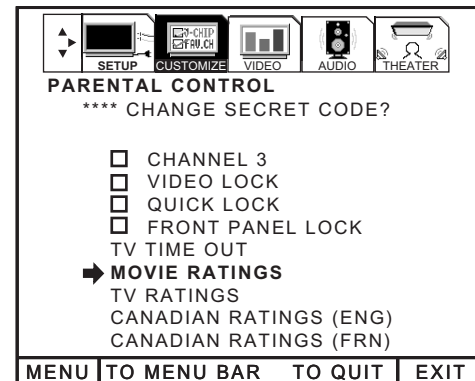 V-CHIP
FAV.CH
SETUP CUSTOMIZE VIDEO AUDIO THEATER
PARENTAL CONTROL
**** CHANGE SECRET CODE?
CHANNEL 3
VIDEO LOCK
QUICK LOCK
FRONT PANEL LOCK
TV TIME OUT
MOVIE RATINGS
TV RATINGS
CANADIAN RATINGS (ENG)
CANADIAN RATINGS (FRN)
MENU TO MENU BAR TO QUIT EXIT